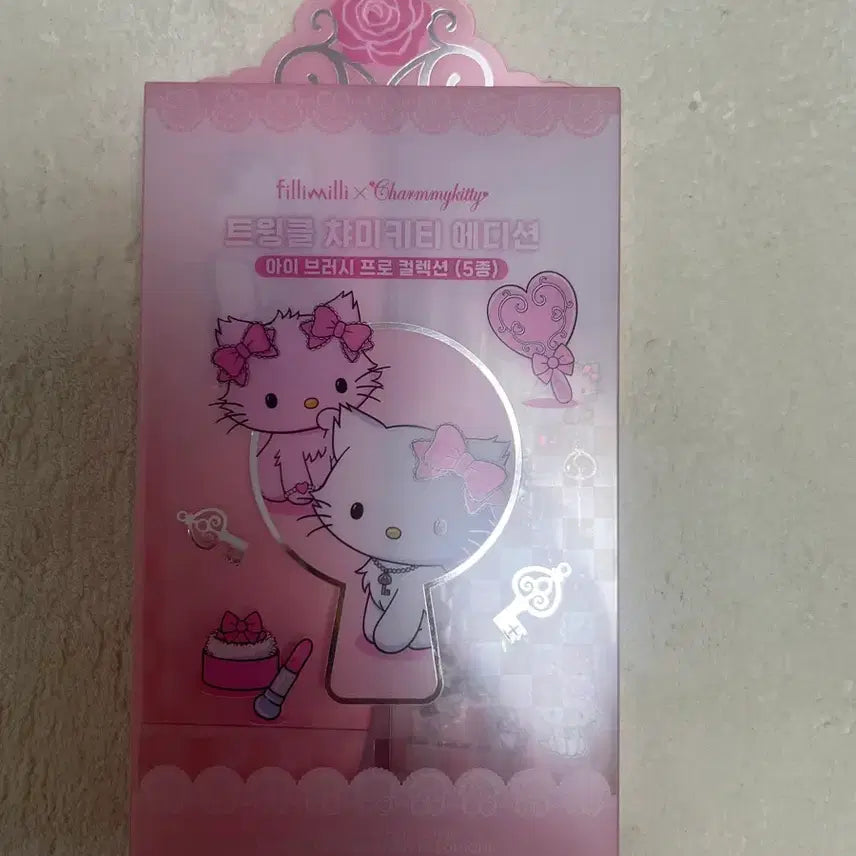 fillimilli × Charmmykitty
트윙클 챠미키티 에디션
아이 브러시 프로 컬렉션 (5종)